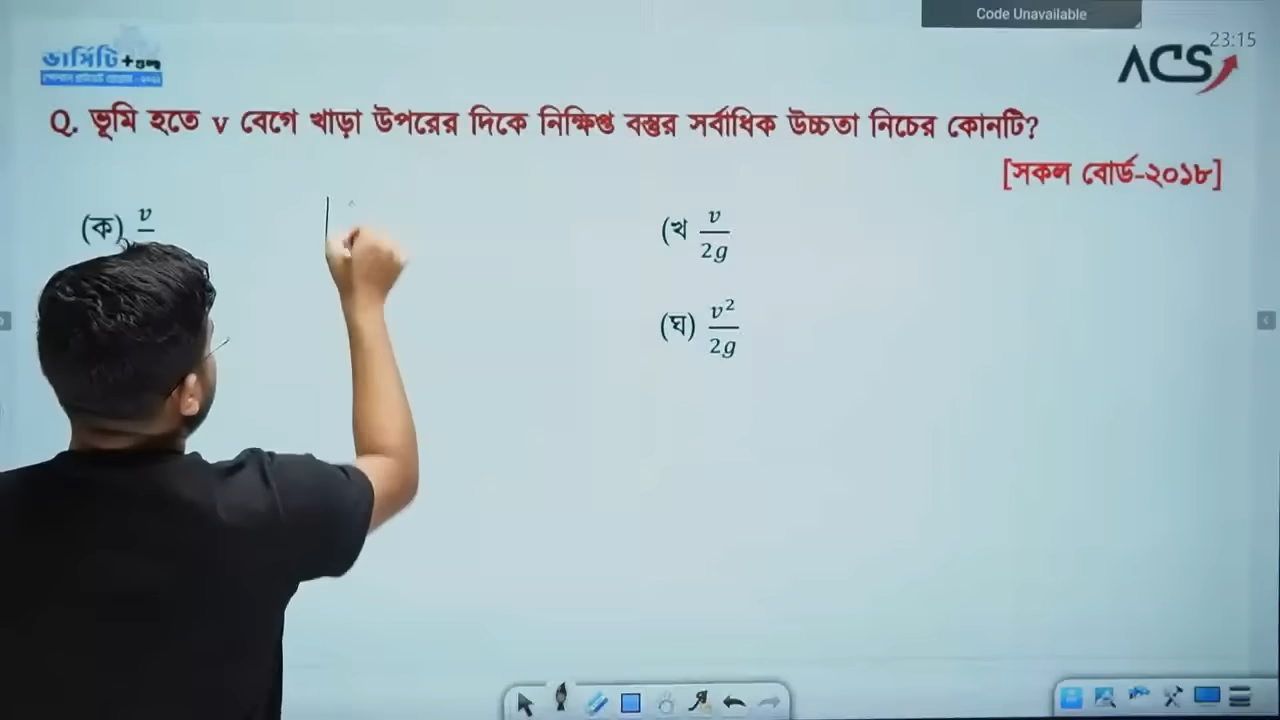 Code Unavailable
23:15
ভার্সিটি +
ACS
Q. ভূমি হতে v বেগে খাড়া উপরের দিকে নিক্ষিপ্ত বস্তুর সর্বাধিক উচ্চতা নিচের কোনটি?
[সকল বোর্ড-২০১৮]
(ক) v
(খ v/2g
(ঘ) v²/2g